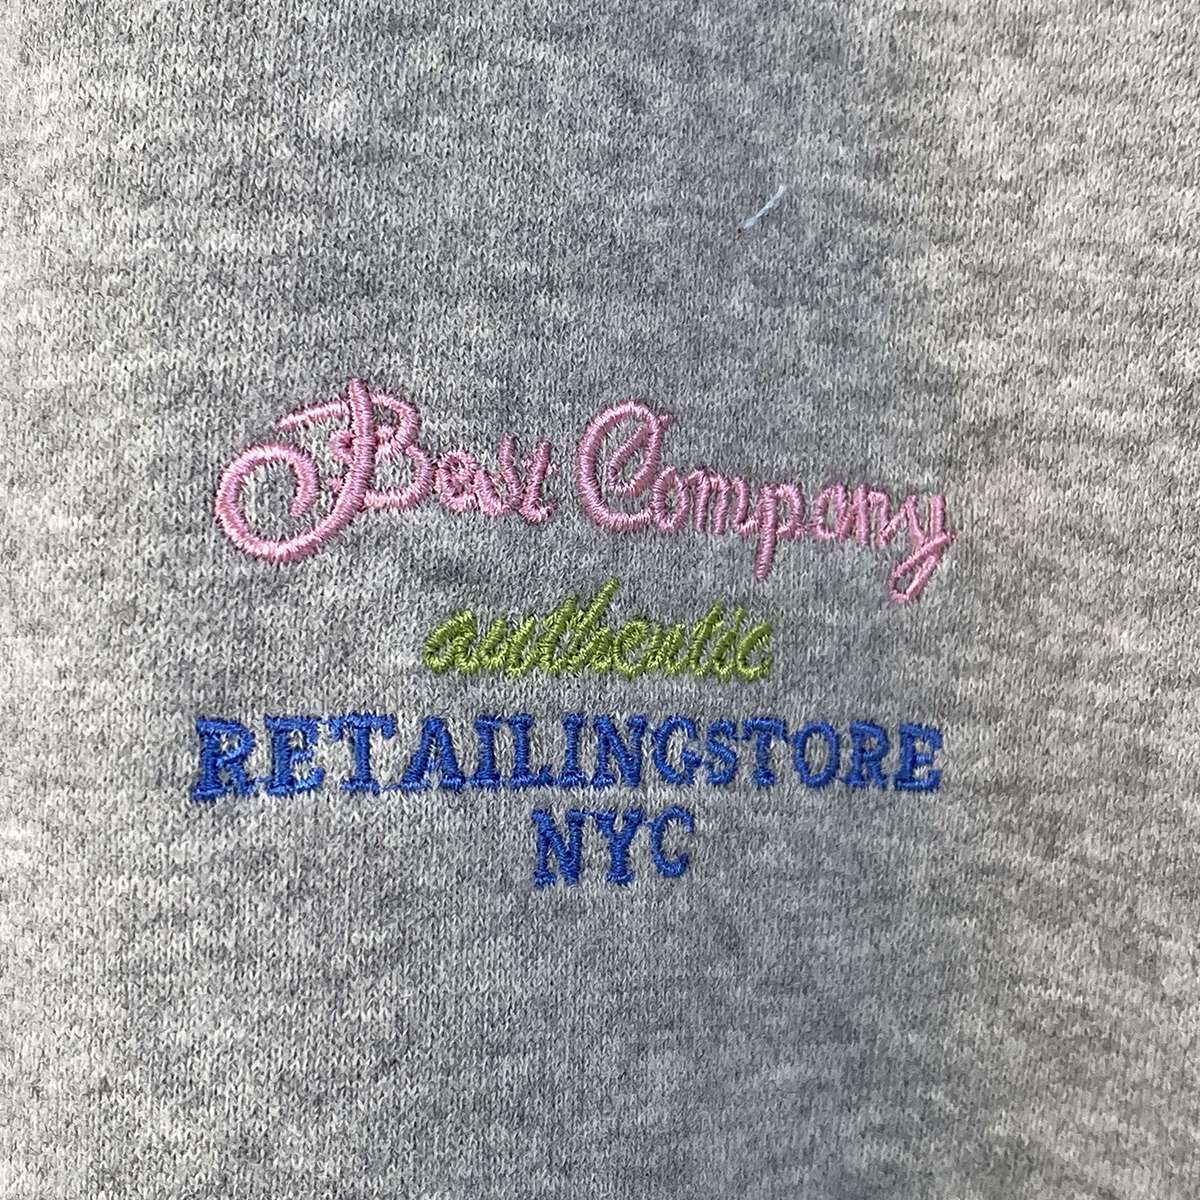 Best Company
authentic
RETAILINGSTORE
NYC